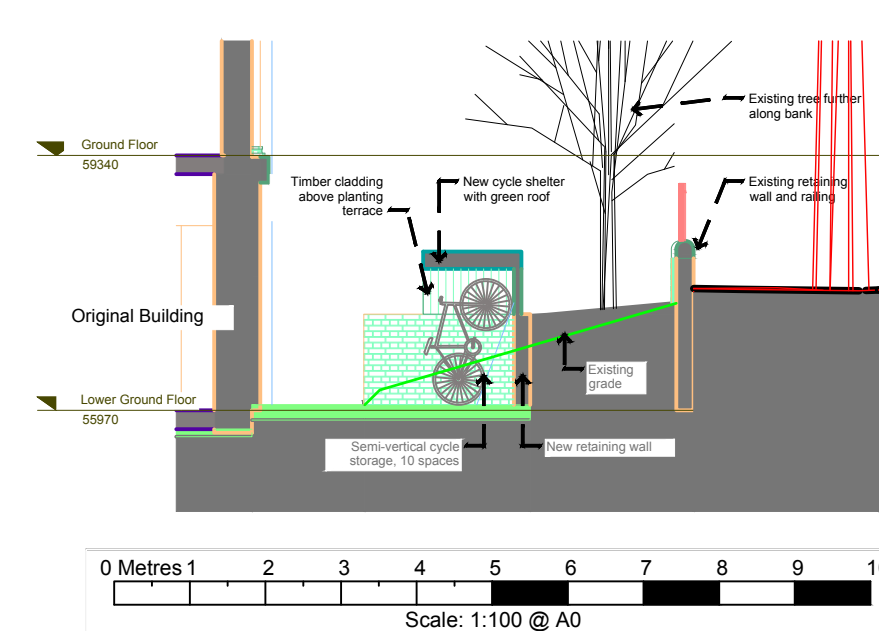 Existing tree further
along bank
Ground Floor
59340
Timber cladding
above planting
terrace
New cycle shelter
with green roof
Existing retaining
wall and railing
Original Building
Existing
grade
Lower Ground Floor
55970
Semi-vertical cycle
storage, 10 spaces
New retaining wall
0 Metres 1 2 3 4 5 6 7 8 9 10
Scale: 1:100 @ A0